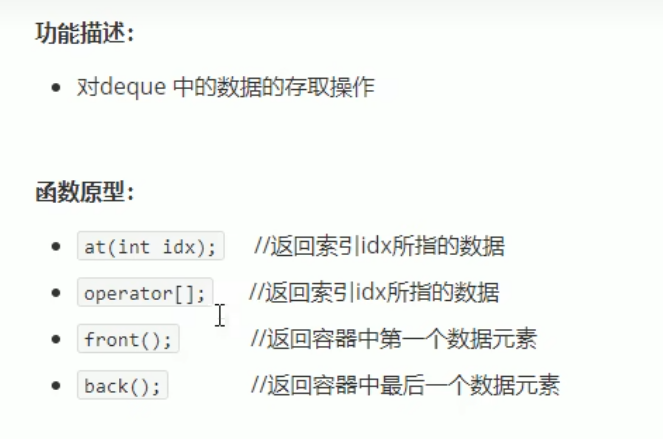 功能描述：
对deque 中的数据的存取操作
函数原型：
at(int idx); //返回索引idx所指的数据
operator[]; //返回索引idx所指的数据
front(); //返回容器中第一个数据元素
back(); //返回容器中最后一个数据元素